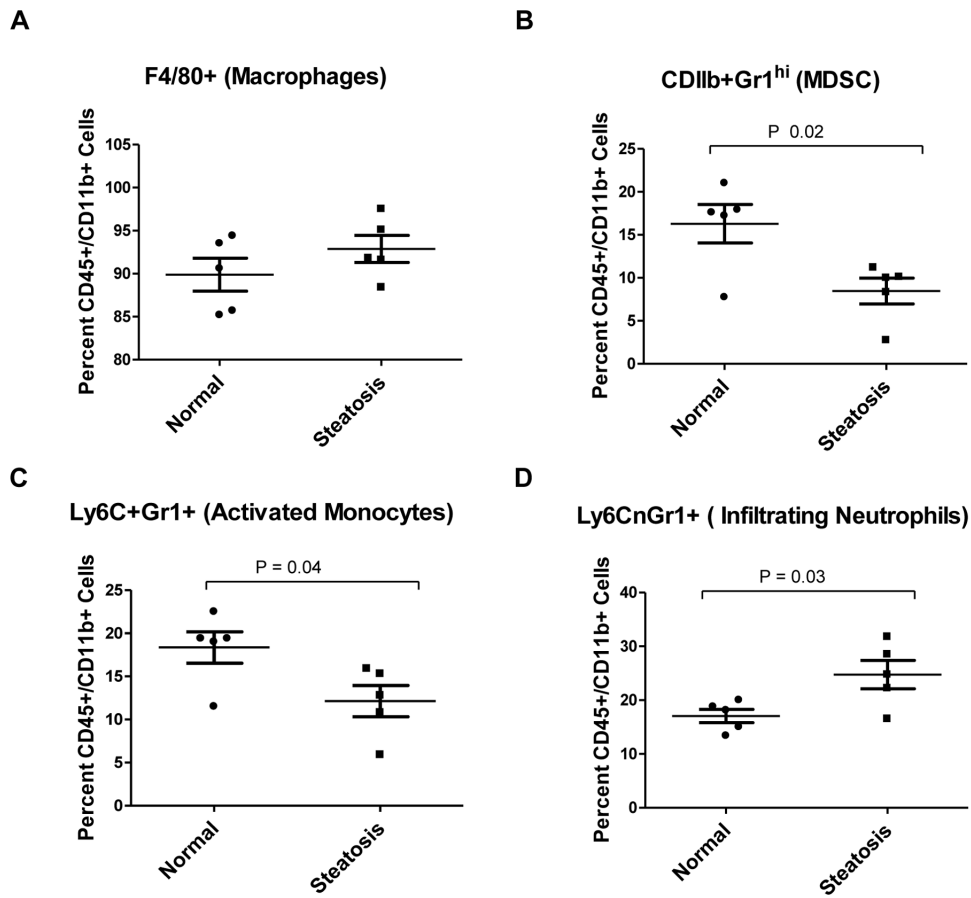 A
F4/80+ (Macrophages)
Percent CD45+/CD11b+ Cells
105
100
95
90
85
80
Normal
Steatosis
B
CDIIb+Gr1hi (MDSC)
P 0.02
Percent CD45+/CD11b+ Cells
25
20
15
10
5
0
Normal
Steatosis
C
Ly6C+Gr1+ (Activated Monocytes)
P = 0.04
Percent CD45+/CD11b+ Cells
25
20
15
10
5
0
Normal
Steatosis
D
Ly6CnGr1+ ( Infiltrating Neutrophils)
P = 0.03
Percent CD45+/CD11b+ Cells
40
30
20
10
0
Normal
Steatosis